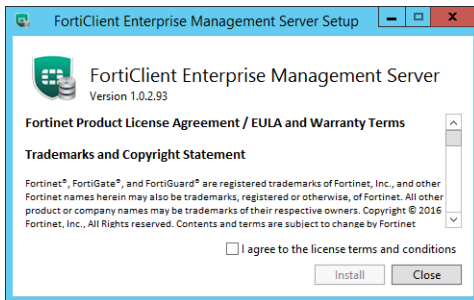 FortiClient Enterprise Management Server Setup
FortiClient Enterprise Management Server
Version 1.0.2.93
Fortinet Product License Agreement / EULA and Warranty Terms
Trademarks and Copyright Statement
Fortinet®, FortiGate®, and FortiGuard® are registered trademarks of Fortinet, Inc., and other
Fortinet names herein may also be trademarks, registered or otherwise, of Fortinet. All other
product or company names may be trademarks of their respective owners. Copyright © 2016
Fortinet, Inc., All Rights reserved. Contents and terms are subject to change by Fortinet
I agree to the license terms and conditions
Install Close